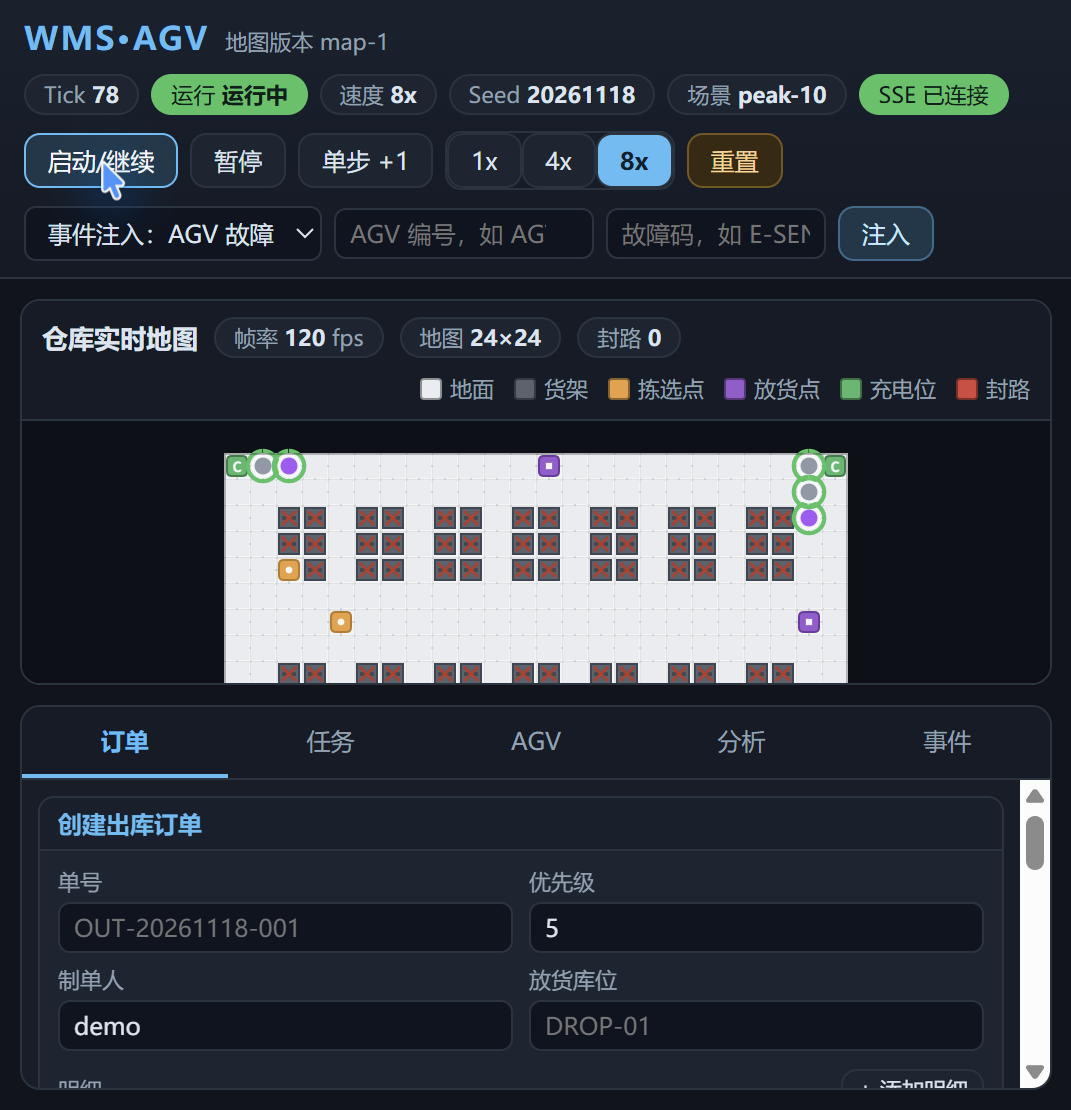 WMS•AGV 地图版本 map-1
Tick 78 运行 运行中 速度 8x Seed 20261118 场景 peak-10 SSE 已连接
启动/继续 暂停 单步 +1 1x 4x 8x 重置
事件注入：AGV 故障 AGV 编号，如 AG 故障码，如 E-SEN 注入
仓库实时地图 帧率 120 fps 地图 24×24 封路 0
地面 货架 拣选点 放货点 充电位 封路
C C
订单 任务 AGV 分析 事件
创建出库订单
单号 优先级
OUT-20261118-001 5
制单人 放货库位
demo DROP-01
明细 + 添加明细